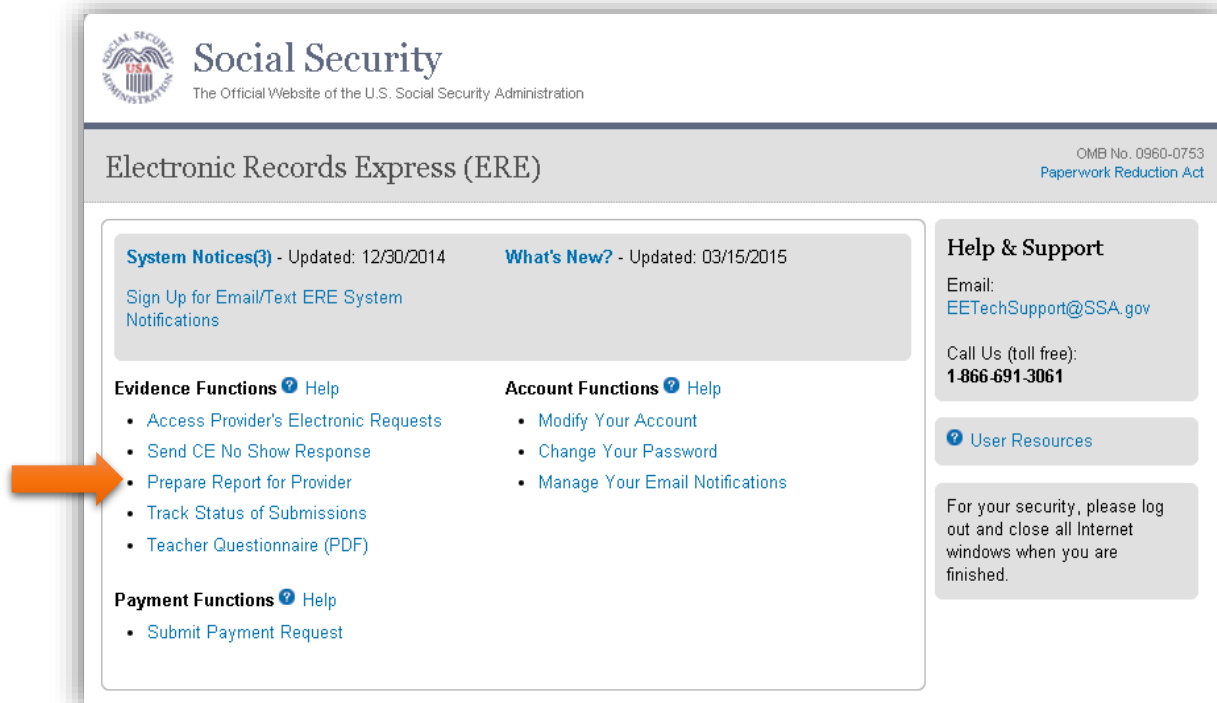 SOCIAL SECURITY ADMINISTRATION
USA
Social Security
The Official Website of the U.S. Social Security Administration
Electronic Records Express (ERE)
OMB No. 0960-0753
Paperwork Reduction Act
System Notices(3) - Updated: 12/30/2014
What's New? - Updated: 03/15/2015
Sign Up for Email/Text ERE System
Notifications
Evidence Functions ? Help
• Access Provider's Electronic Requests
• Send CE No Show Response
• Prepare Report for Provider
• Track Status of Submissions
• Teacher Questionnaire (PDF)
Payment Functions ? Help
• Submit Payment Request
Account Functions ? Help
• Modify Your Account
• Change Your Password
• Manage Your Email Notifications
Help & Support
Email:
EETechSupport@SSA.gov
Call Us (toll free):
1-866-691-3061
? User Resources
For your security, please log
out and close all Internet
windows when you are
finished.